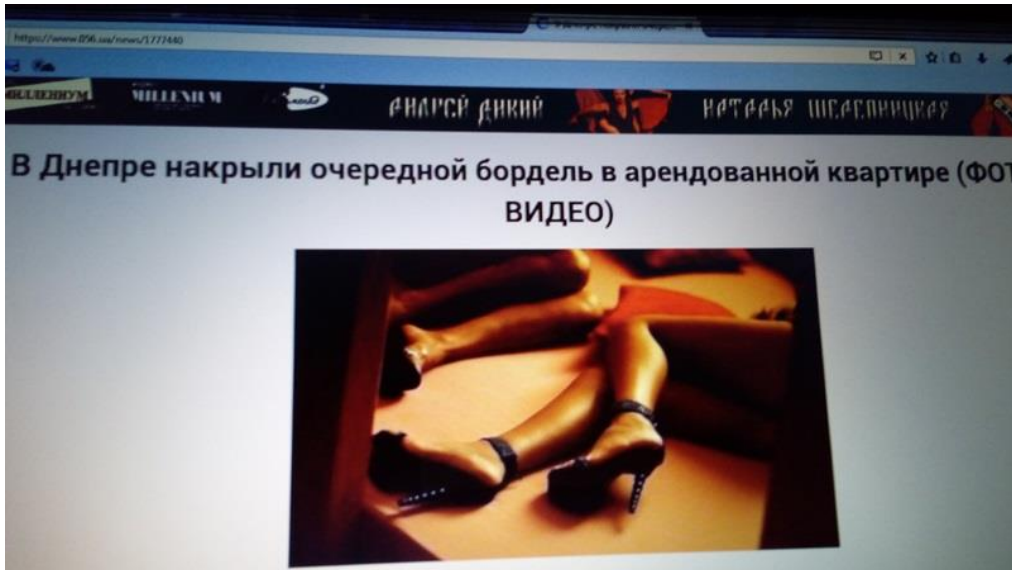 https://www.056.ua/news/1777440
МИЛЛЕНИУМ
MILLENIUM
АНДРЕЙ ДИКИЙ
НАТАЛЬЯ
В Днепре накрыли очередной бордель в арендованной квартире (ФОТ
ВИДЕО)